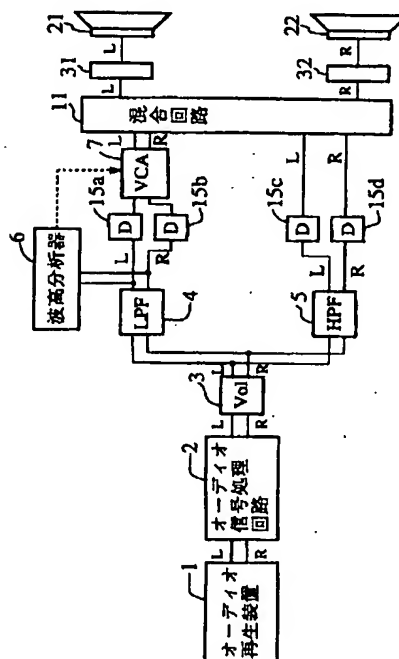 1
オーディオ
再生装置
L
R
2
オーディオ
信号処理
回路
L
R
3
Vol
L
R
LPF
4
HPF
5
6
波高分析器
L
R
L
R
D
15a
D
15b
D
15c
D
15d
VCA
7
L
R
L
R
11
混合回路
L
R
31
32
L
R
21
22